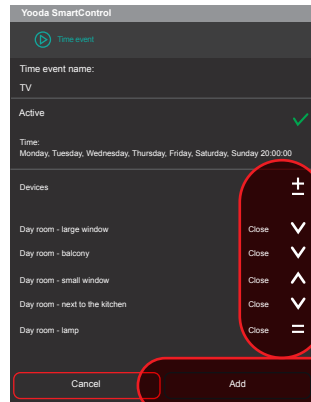 Yooda SmartControl
Time event
Time event name:
TV
Active
Time:
Monday, Tuesday, Wednesday, Thursday, Friday, Saturday, Sunday 20:00:00
Devices
Day room - large window Close
Day room - balcony Close
Day room - small window Close
Day room - next to the kitchen Close
Day room - lamp Close
Cancel Add